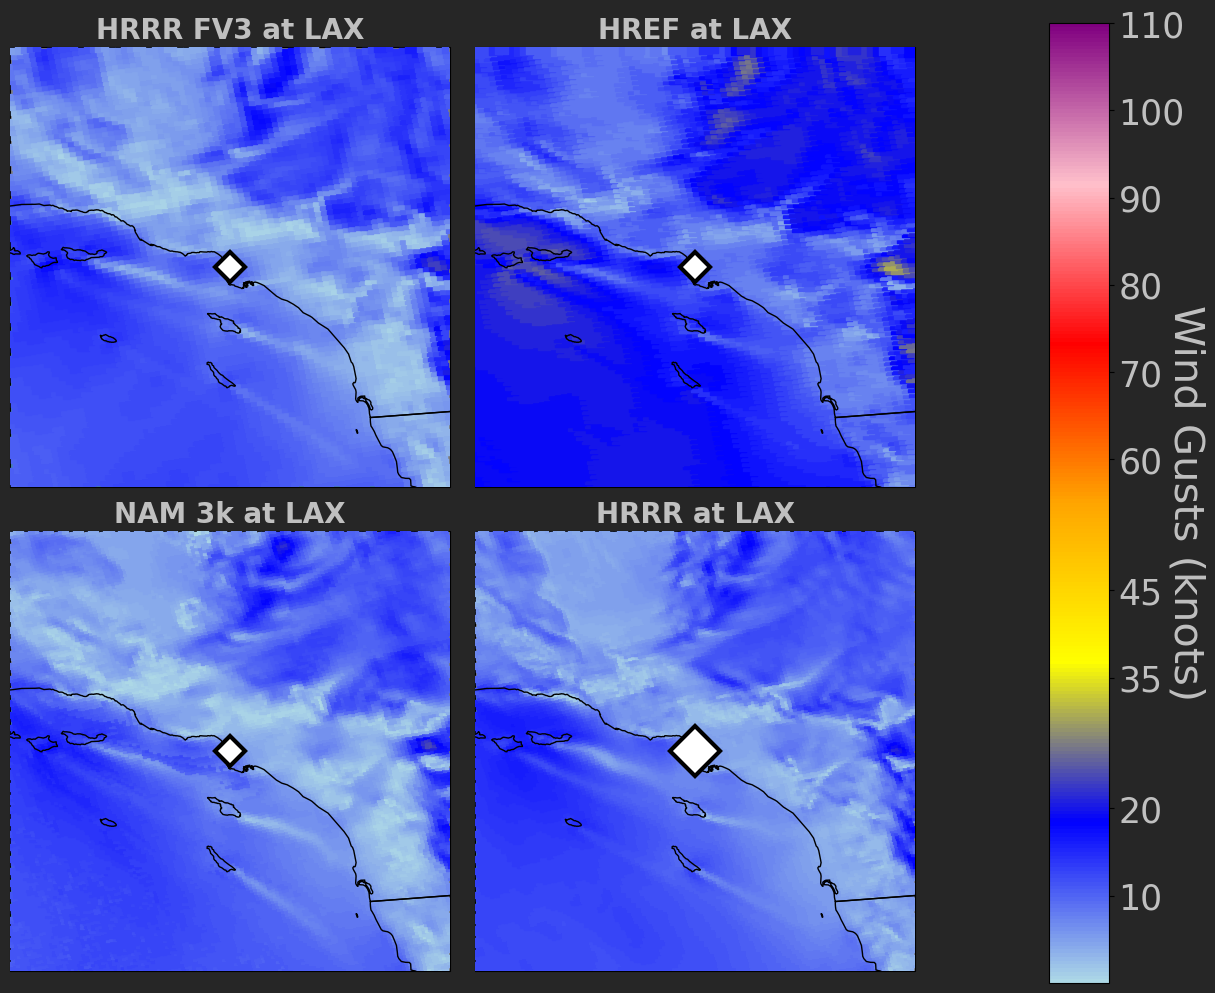 HRRR FV3 at LAX
HREF at LAX
NAM 3k at LAX
HRRR at LAX
110
100
90
80
70
60
45
35
20
10
Wind Gusts (knots)